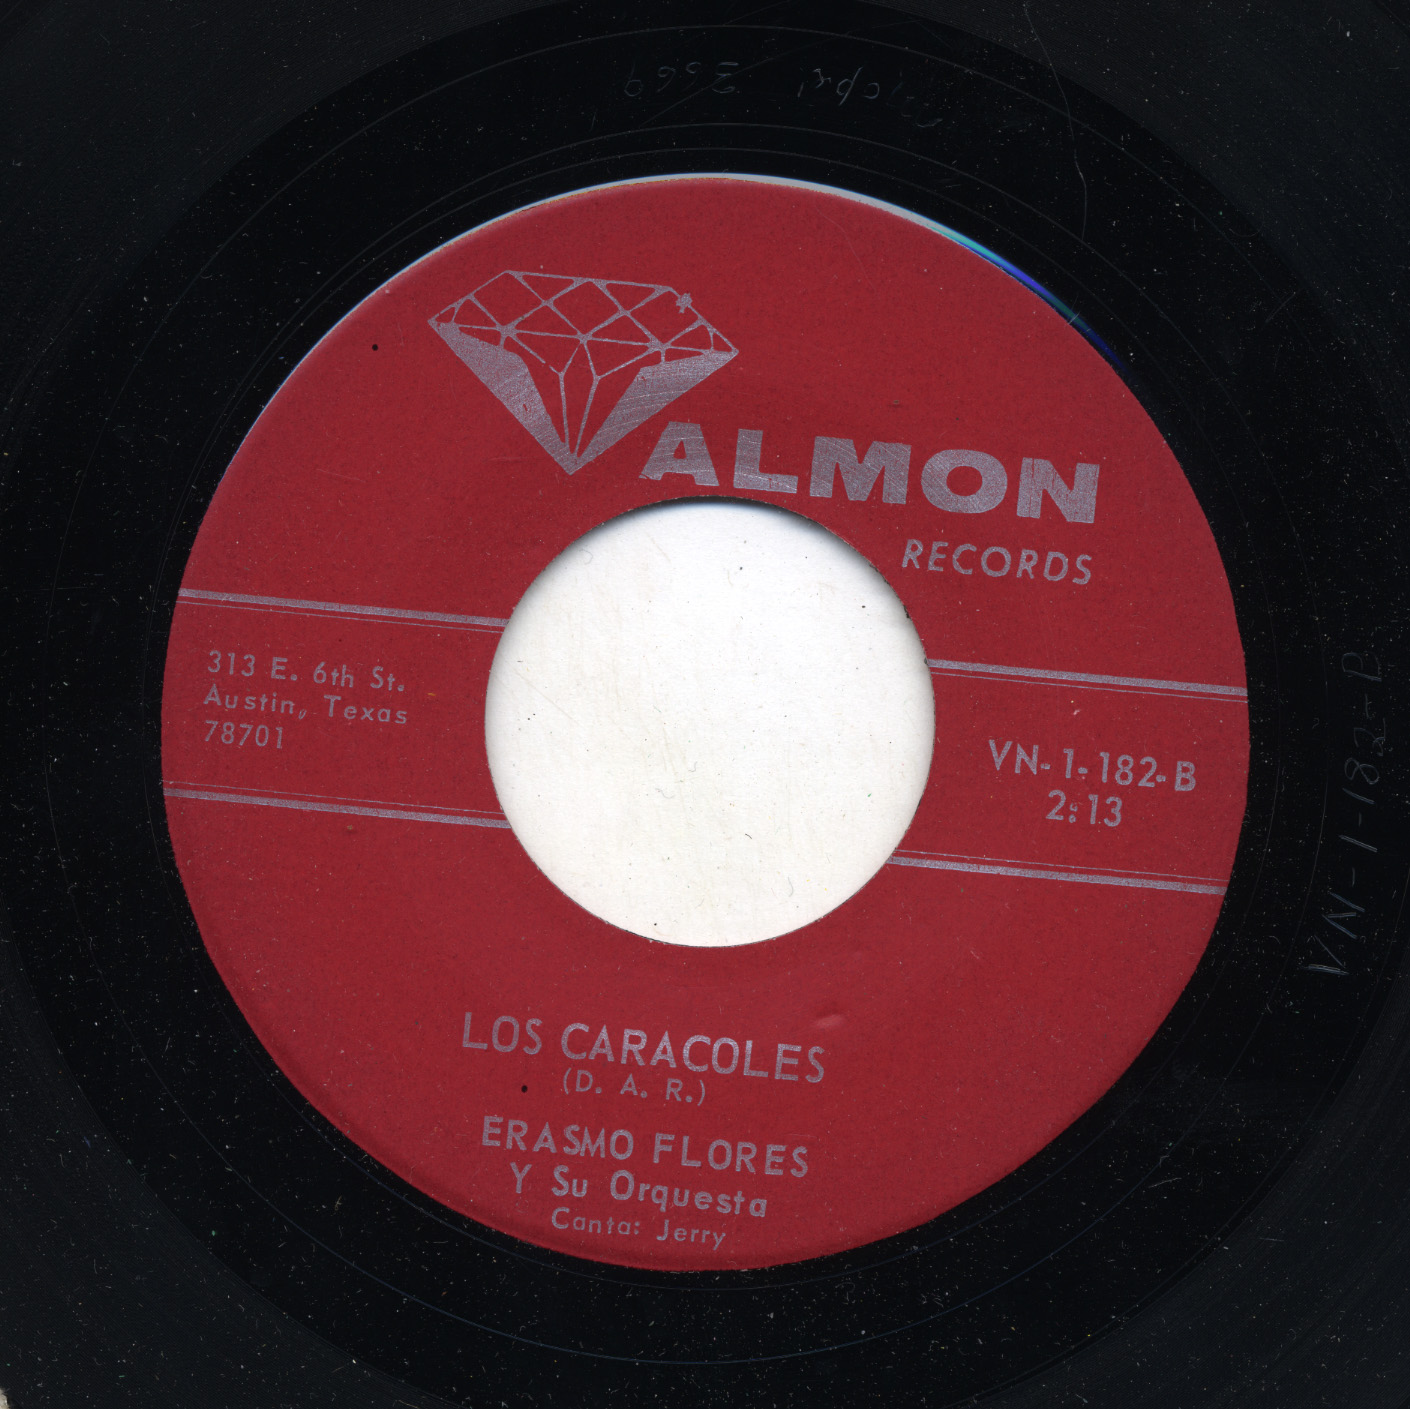 VALMON
RECORDS
313 E. 6th St.
Austin, Texas
78701
VN-1-182-B
2:13
LOS CARACOLES
(D. A. R.)
ERASMO FLORES
Y Su Orquesta
Canta: Jerry
VN-1-182-B